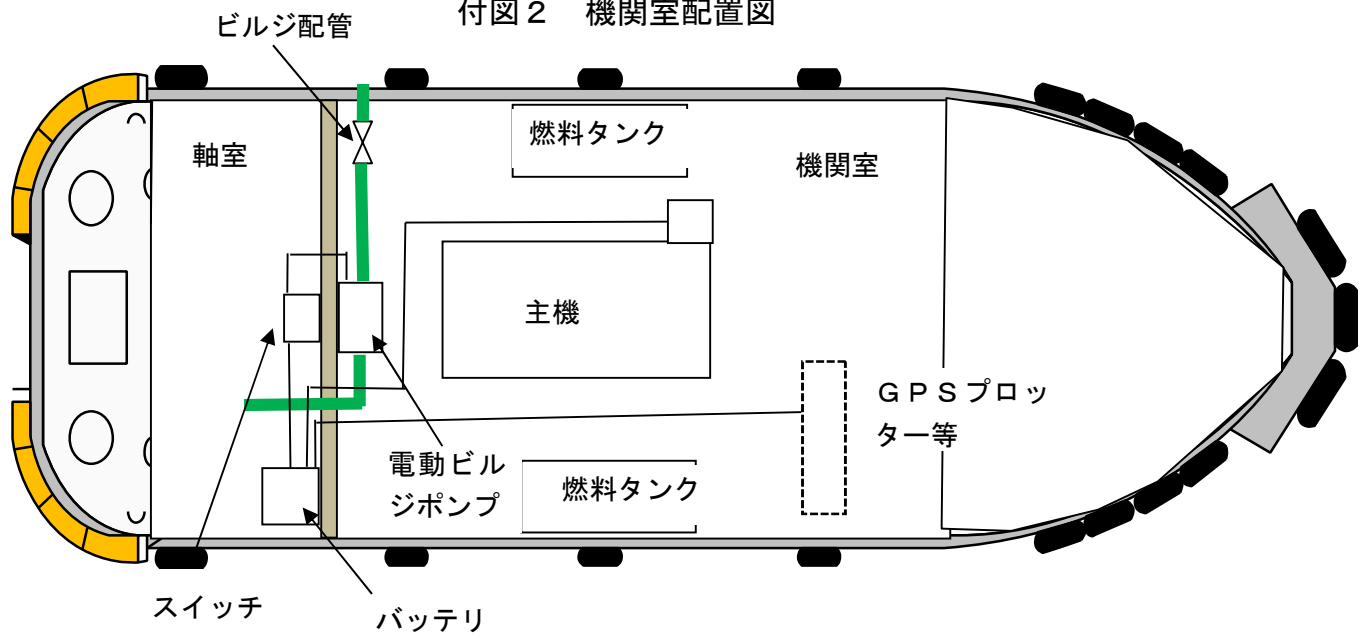 付図２　機関室配置図
ビルジ配管
燃料タンク
軸室
機関室
主機
ＧＰＳプロッ
ター等
電動ビル
ジポンプ
燃料タンク
スイッチ
バッテリ